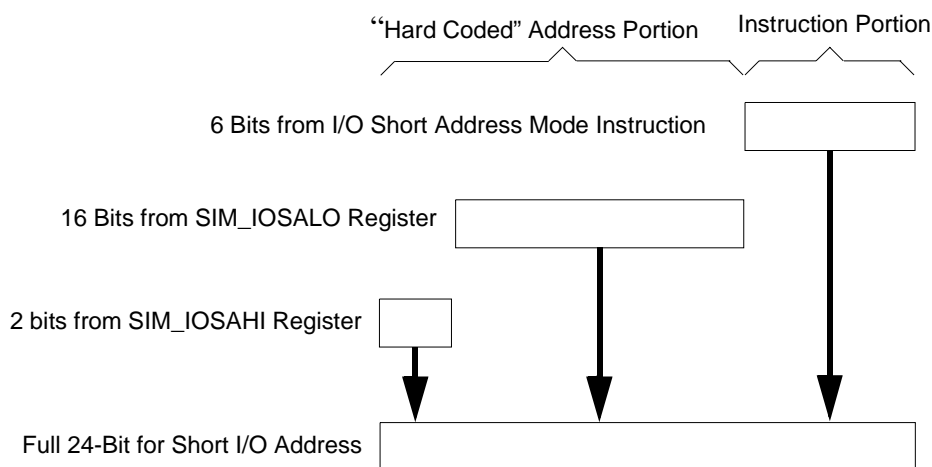 “Hard Coded” Address Portion
Instruction Portion
6 Bits from I/O Short Address Mode Instruction
16 Bits from SIM_IOSALO Register
2 bits from SIM_IOSAHI Register
Full 24-Bit for Short I/O Address